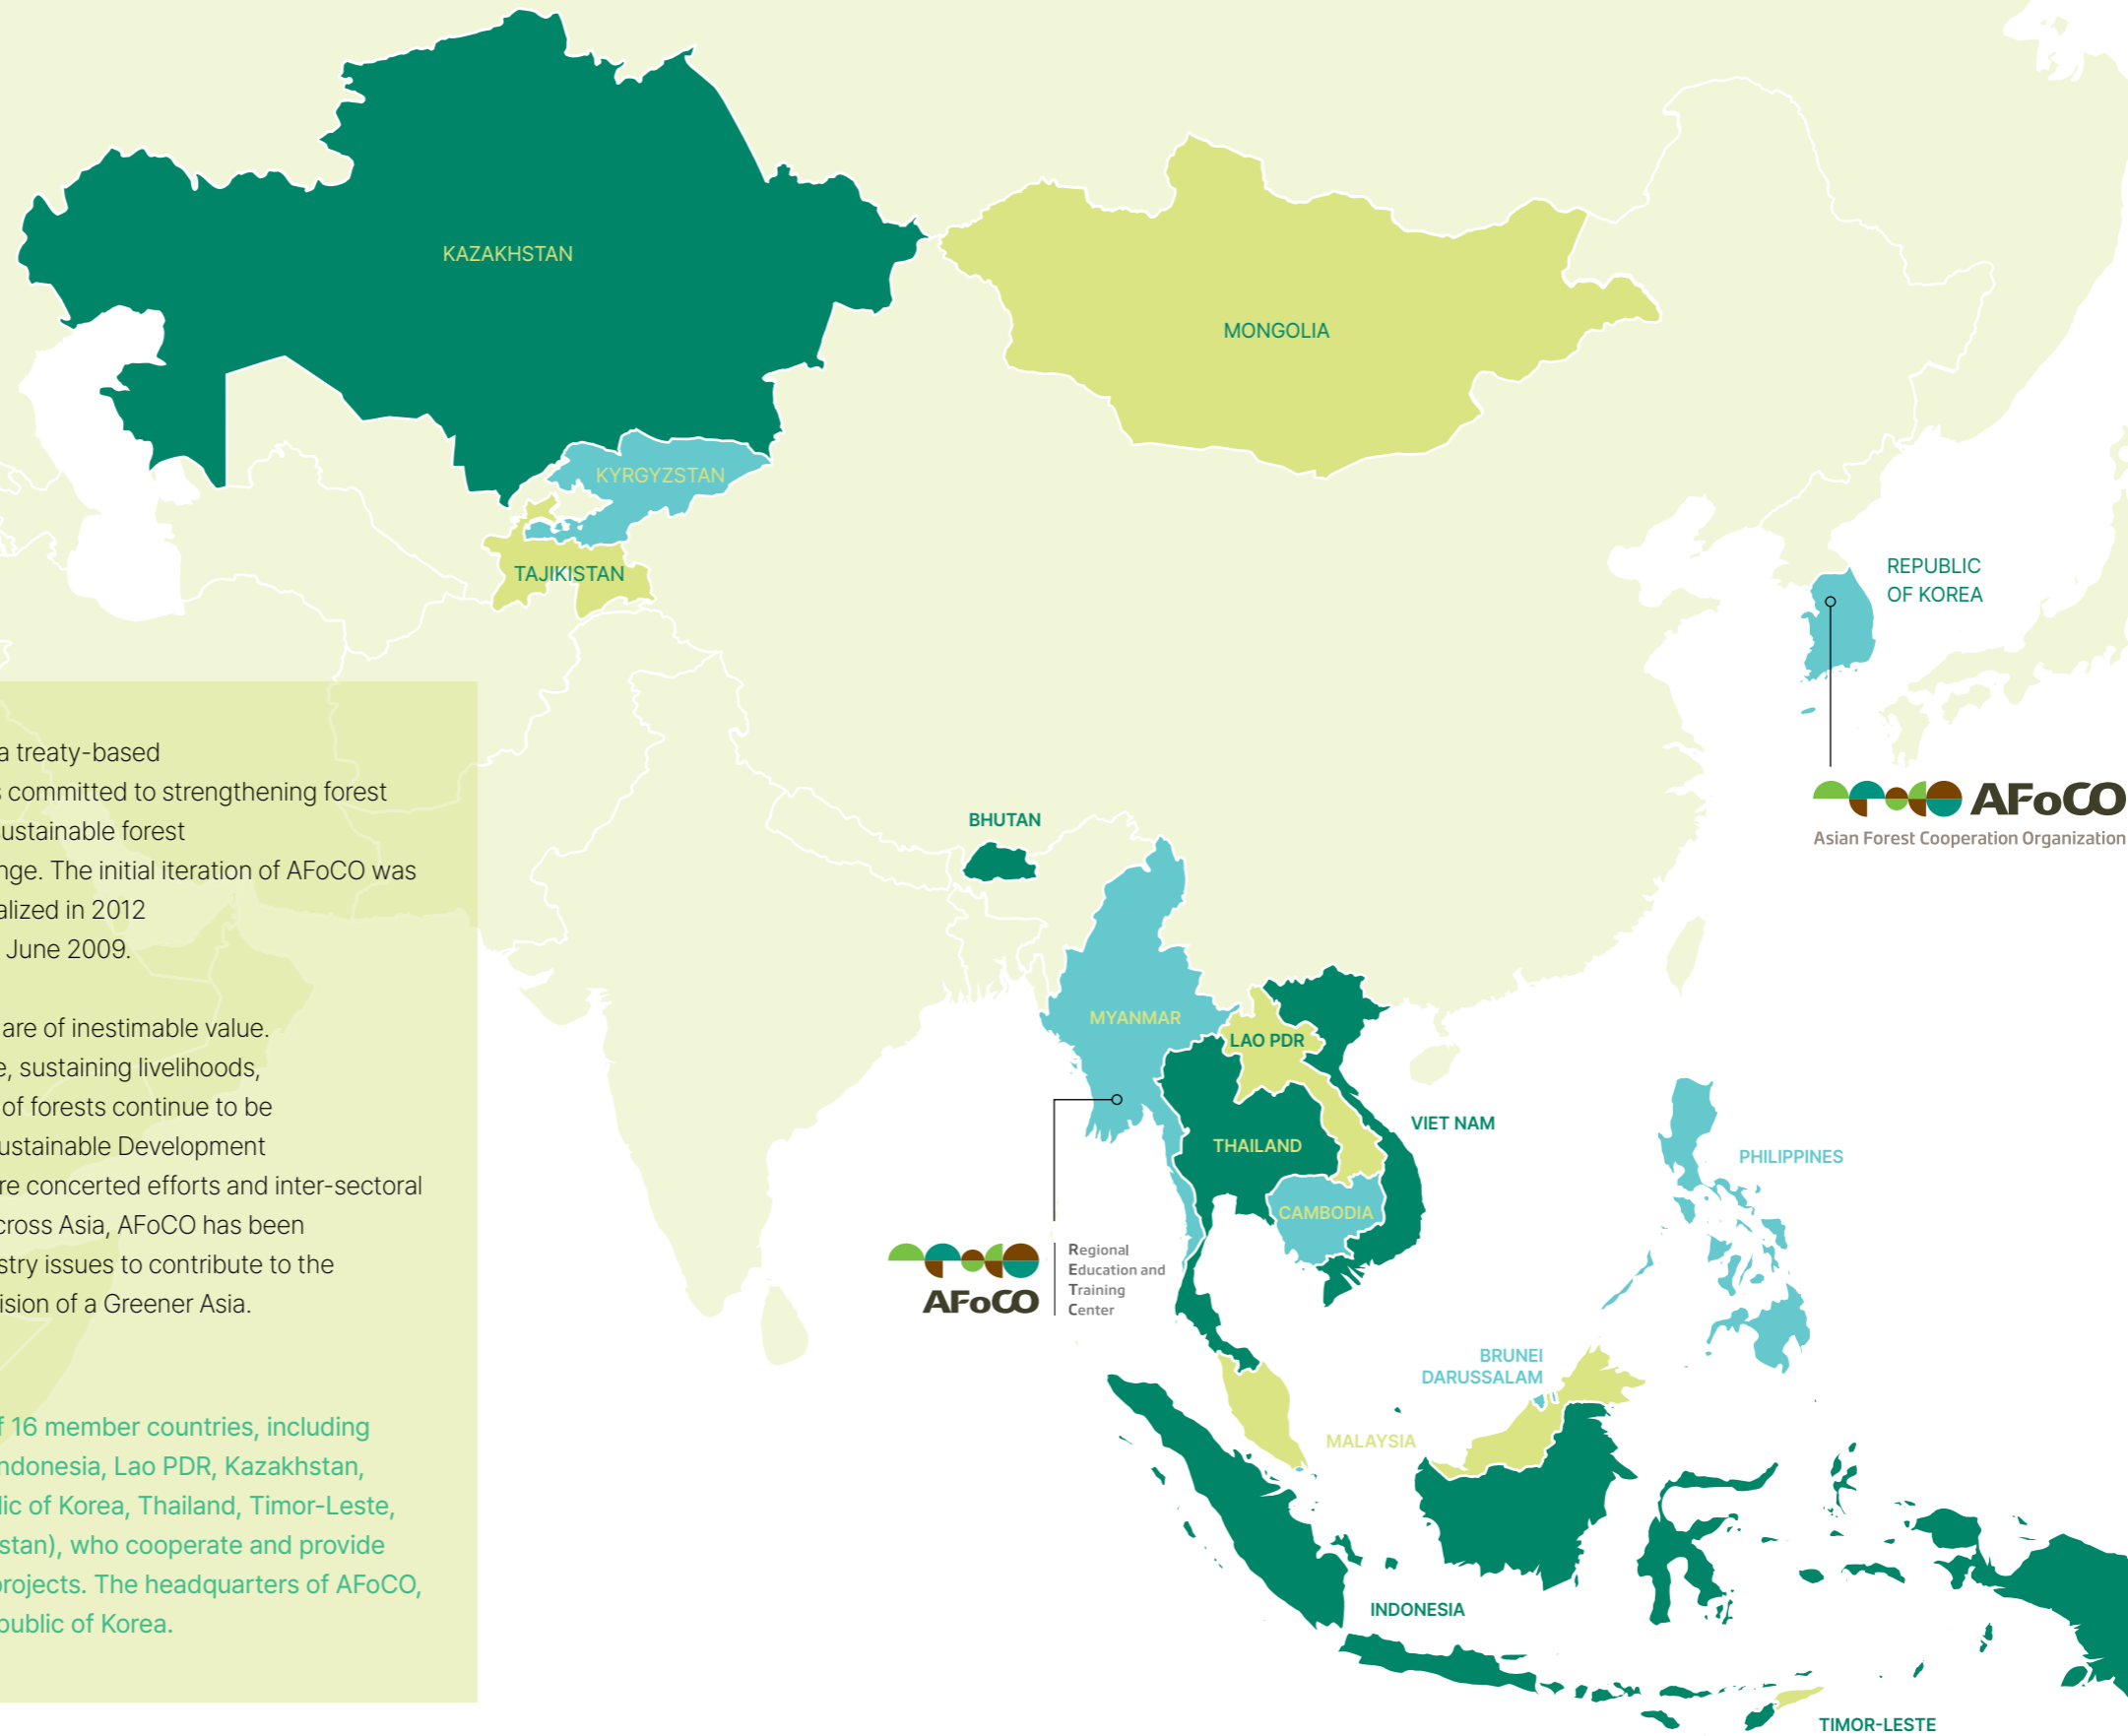 KAZAKHSTAN
MONGOLIA
KYRGYZSTAN
TAJIKISTAN
REPUBLIC
OF KOREA
AFoCO
Asian Forest Cooperation Organization
BHUTAN
MYANMAR
LAO PDR
VIET NAM
THAILAND
CAMBODIA
PHILIPPINES
AFoCO
Regional
Education and
Training
Center
BRUNEI
DARUSSALAM
MALAYSIA
INDONESIA
TIMOR-LESTE
a treaty-based
committed to strengthening forest
sustainable forest
nge. The initial iteration of AFoCO was
alized in 2012
June 2009.
are of inestimable value.
e, sustaining livelihoods,
of forests continue to be
ustainable Development
re concerted efforts and inter-sectoral
cross Asia, AFoCO has been
stry issues to contribute to the
ision of a Greener Asia.
f 16 member countries, including
ndonesia, Lao PDR, Kazakhstan,
lic of Korea, Thailand, Timor-Leste,
stan), who cooperate and provide
projects. The headquarters of AFoCO,
public of Korea.